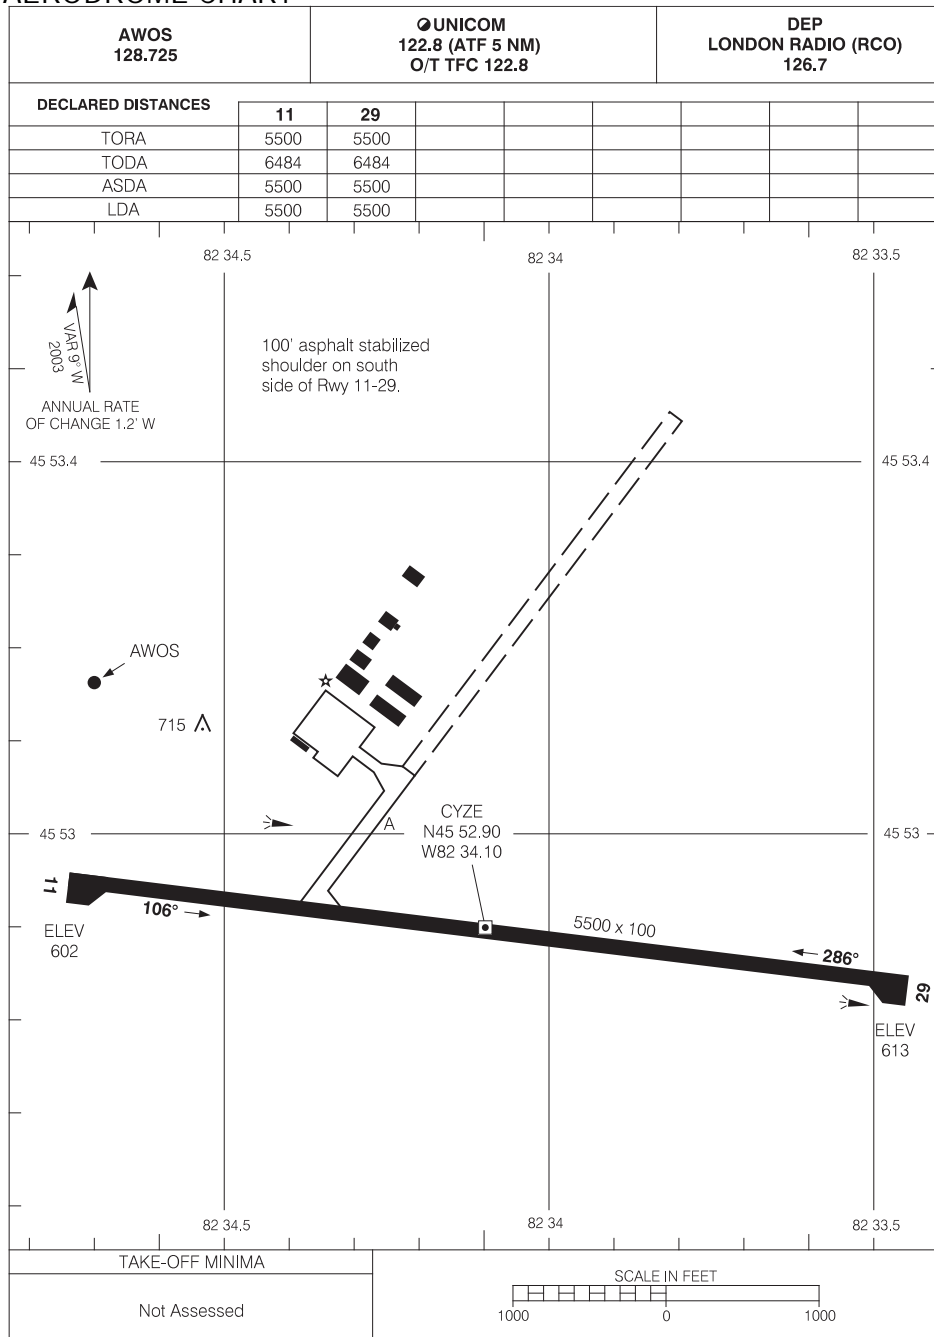 AERODROME CHART
AWOS
128.725
UNICOM
122.8 (ATF 5 NM)
O/T TFC 122.8
DEP
LONDON RADIO (RCO)
126.7
DECLARED DISTANCES 11 29
TORA 5500 5500
TODA 6484 6484
ASDA 5500 5500
LDA 5500 5500
82 34.5 82 34 82 33.5
VAR 9° W
2003
ANNUAL RATE
OF CHANGE 1.2' W
100' asphalt stabilized
shoulder on south
side of Rwy 11-29.
45 53.4 45 53.4
AWOS
715
A
CYZE
N45 52.90
W82 34.10
45 53 45 53
11
106°
ELEV
602
5500 x 100
286°
29
ELEV
613
82 34.5 82 34 82 33.5
TAKE-OFF MINIMA
Not Assessed
SCALE IN FEET
1000 0 1000